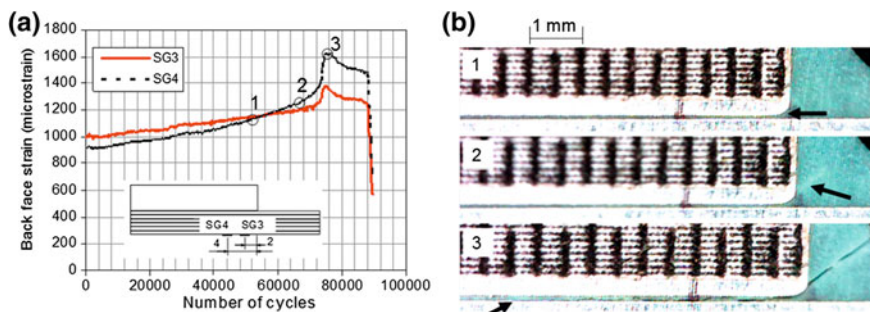 (a)
1800
1600
1400
1200
1000
800
600
400
200
0
Back face strain (microstrain)
SG3
SG4
1
2
3
SG4 SG3
4 2
0 20000 40000 60000 80000 100000
Number of cycles
(b)
1 mm
1
2
3